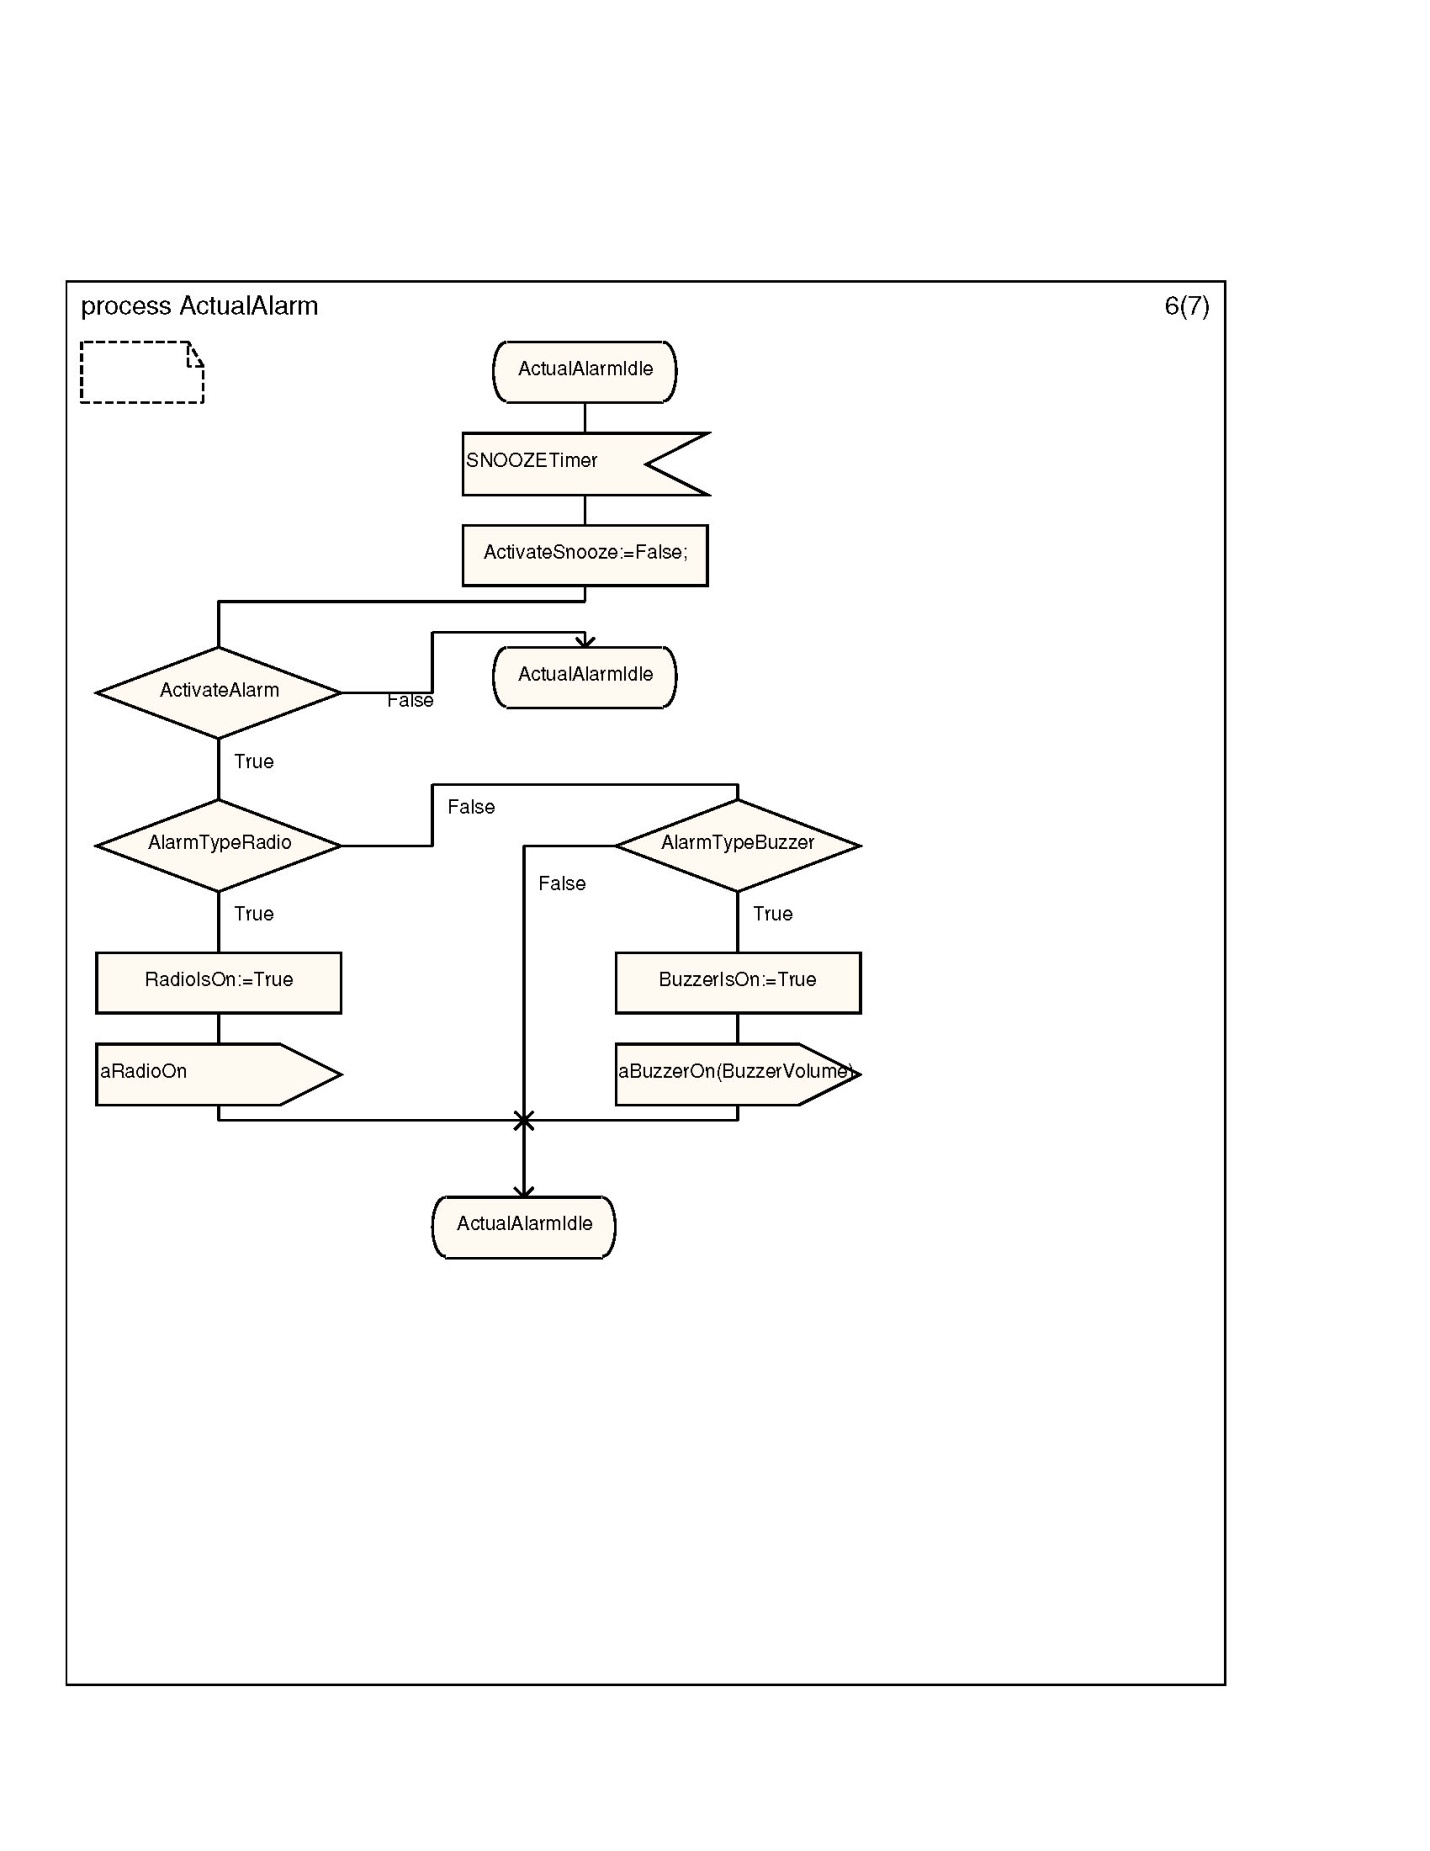 process ActualAlarm
6(7)
ActualAlarmIdle
SNOOZETimer
ActivateSnooze:=False;
ActivateAlarm
False
ActualAlarmIdle
True
False
AlarmTypeRadio
AlarmTypeBuzzer
False
True
True
RadioIsOn:=True
BuzzerIsOn:=True
aRadioOn
aBuzzerOn(BuzzerVolume)
ActualAlarmIdle